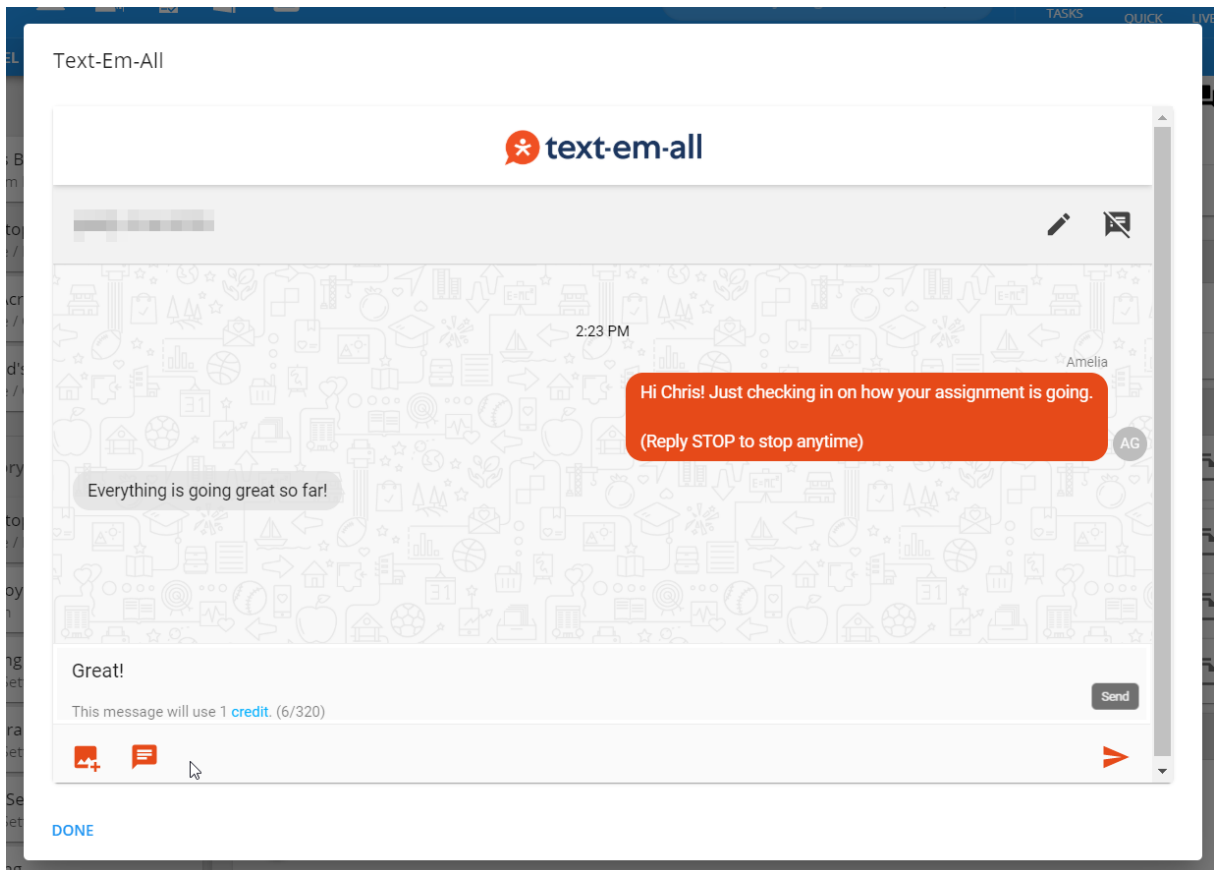 TASKS
QUICK
LIVE
EL
Text-Em-All
text-em-all
2:23 PM
Amelia
Hi Chris! Just checking in on how your assignment is going.
(Reply STOP to stop anytime)
AG
Everything is going great so far!
Great!
This message will use 1 credit. (6/320)
Send
DONE